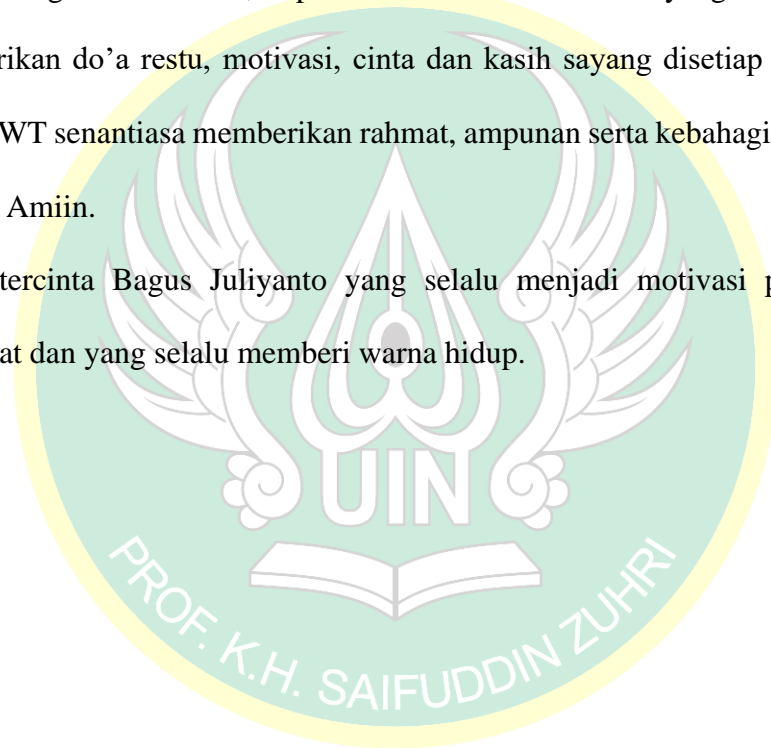 rikan do'a restu, motivasi, cinta dan kasih sayang disetiap
WT senantiasa memberikan rahmat, ampunan serta kebahagi
Amiin.
tercinta Bagus Juliyanto yang selalu menjadi motivasi p
at dan yang selalu memberi warna hidup.
UIN
PROF. K.H. SAIFUDDIN ZUHRI